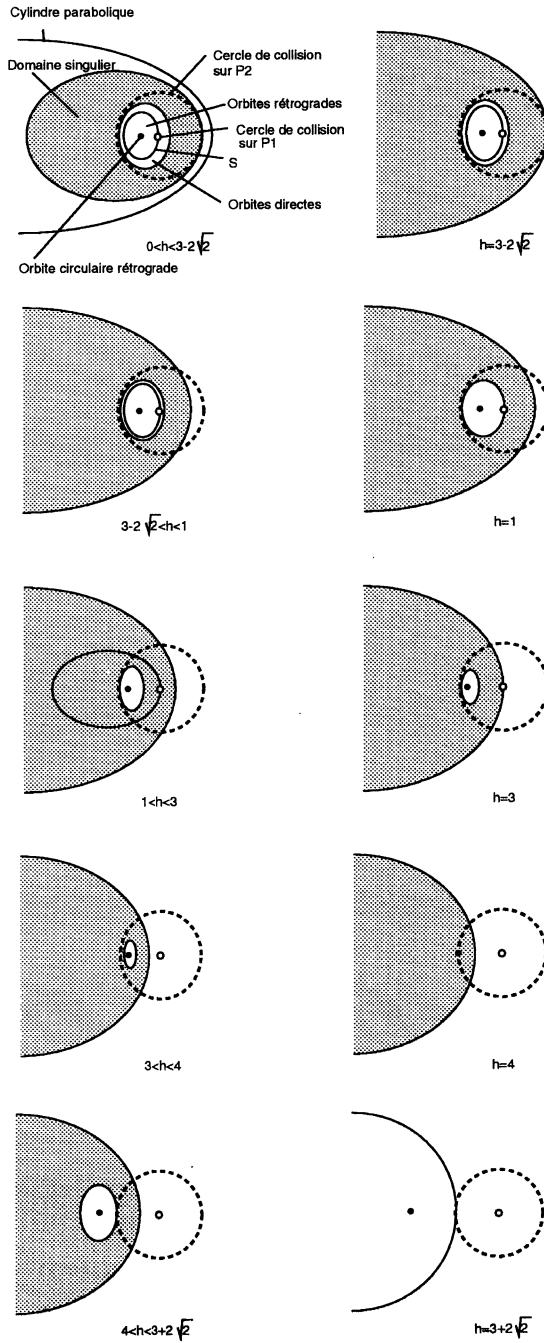 Cylindre parabolique
Domaine singulier
Cercle de collision
sur P2
Orbites rétrogrades
Cercle de collision
sur P1
S
Orbites directes
0<h<3-2√2
Orbite circulaire rétrograde
h=3-2√2
3-2√2<h<1
h=1
1<h<3
h=3
3<h<4
h=4
4<h<3+2√2
h=3+2√2